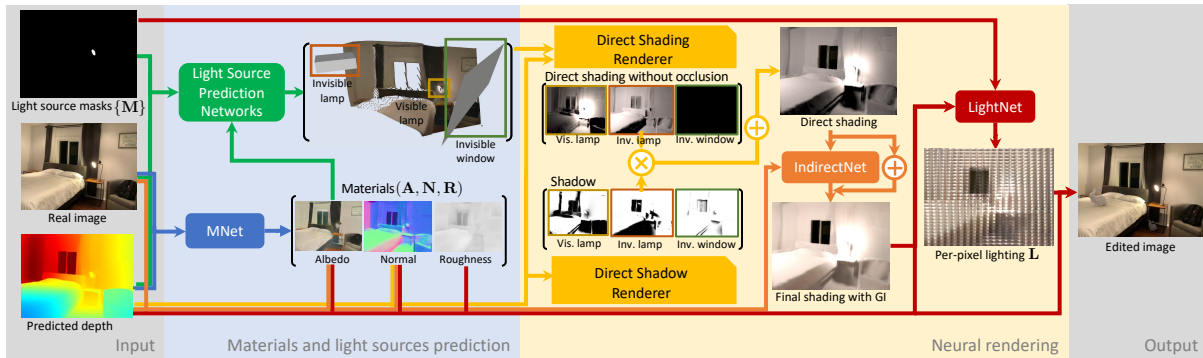 Light source masks {M}
Real image
Predicted depth
Input
Light Source
Prediction
Networks
MNet
Invisible
lamp
Visible
lamp
Invisible
window
Materials(A, N, R)
Albedo
Normal
Roughness
Materials and light sources prediction
Direct Shading
Renderer
Direct shading without occlusion
Vis. lamp
Inv. lamp
Inv. window
Shadow
Vis. lamp
Inv. lamp
Inv. window
Direct Shadow
Renderer
Direct shading
IndirectNet
Final shading with GI
LightNet
Per-pixel lighting L
Neural rendering
Edited image
Output